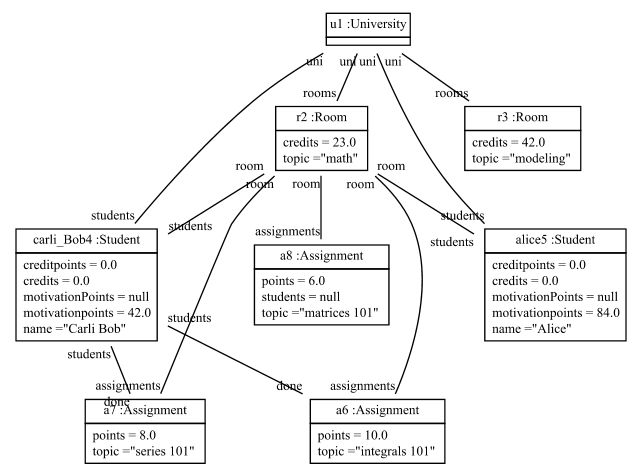 u1 :University
uni
uni
uni
uni
rooms
rooms
r2 :Room
credits = 23.0
topic ="math"
r3 :Room
credits = 42.0
topic ="modeling"
room
room
room
room
room
students
students
students
students
assignments
carli_Bob4 :Student
creditpoints = 0.0
credits = 0.0
motivationPoints = null
motivationpoints = 42.0
name ="Carli Bob"
a8 :Assignment
points = 6.0
students = null
topic ="matrices 101"
alice5 :Student
creditpoints = 0.0
credits = 0.0
motivationPoints = null
motivationpoints = 84.0
name ="Alice"
students
students
assignments
done
done
assignments
a7 :Assignment
points = 8.0
topic ="series 101"
a6 :Assignment
points = 10.0
topic ="integrals 101"